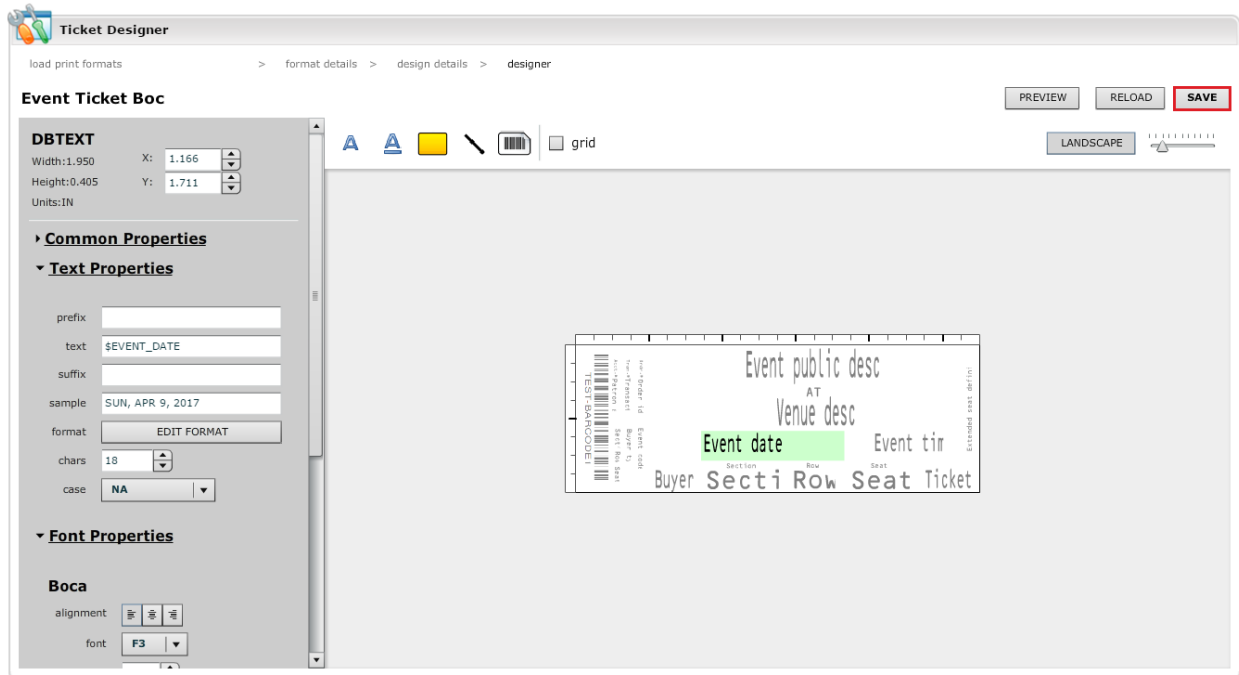 Ticket Designer
load print formats > format details > design details > designer
Event Ticket Boc
PREVIEW RELOAD SAVE
DBTEXT
Width:1.950 X: 1.166
Height:0.405 Y: 1.711
Units:IN
A A grid
LANDSCAPE
Common Properties
Text Properties
prefix
text $EVENT_DATE
suffix
sample SUN, APR 9, 2017
format EDIT FORMAT
chars 18
case NA
Font Properties
Boca
alignment
font F3
TEST-BARCODE!
Event public desc
AT
Venue desc
Event date Event tim
Section Row Seat
Buyer Secti Row Seat Ticket
Extended seat defini